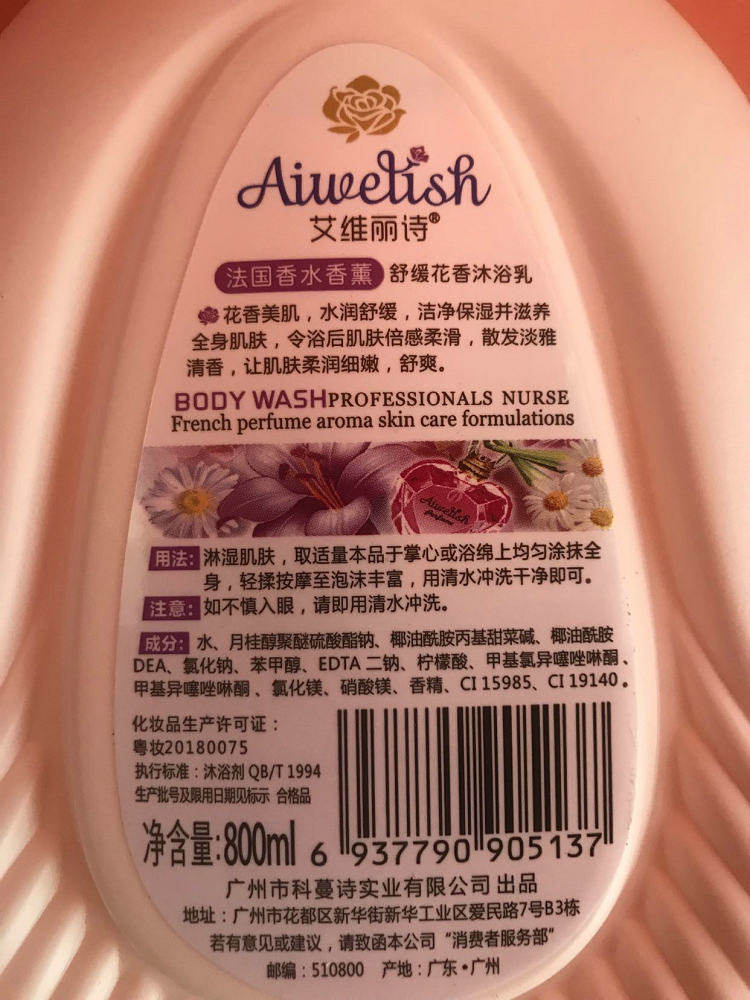 Aiwelish
艾维丽诗®
法国香水香薰 舒缓花香沐浴乳
花香美肌，水润舒缓，洁净保湿并滋养
全身肌肤，令浴后肌肤倍感柔滑，散发淡雅
清香，让肌肤柔润细嫩，舒爽。
BODY WASH PROFESSIONALS NURSE
French perfume aroma skin care formulations
Aiwelish
perfume
用法: 淋湿肌肤，取适量本品于掌心或浴绵上均匀涂抹全
身，轻揉按摩至泡沫丰富，用清水冲洗干净即可。
注意: 如不慎入眼，请即用清水冲洗。
成分: 水、月桂醇聚醚硫酸酯钠、椰油酰胺丙基甜菜碱、椰油酰胺
DEA、氯化钠、苯甲醇、EDTA 二钠、柠檬酸、甲基氯异噻唑啉酮、
甲基异噻唑啉酮、氯化镁、硝酸镁、香精、CI 15985、CI 19140。
化妆品生产许可证：
粤妆20180075
执行标准：沐浴剂 QB/T 1994
生产批号及限用日期见标示 合格品
净含量:800ml
6 937790 905137
广州市科蔓诗实业有限公司 出品
地址：广州市花都区新华街新华工业区爱民路7号B3栋
若有意见或建议，请致函本公司“消费者服务部”
邮编：510800 产地：广东•广州